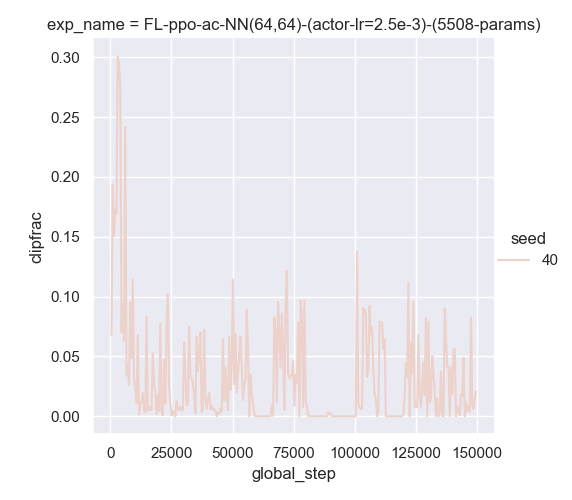 exp_name = FL-ppo-ac-NN(64,64)-(actor-lr=2.5e-3)-(5508-params)
0.30
0.25
0.20
0.15
0.10
0.05
0.00
clipfrac
0 25000 50000 75000 100000 125000 150000
global_step
seed
40